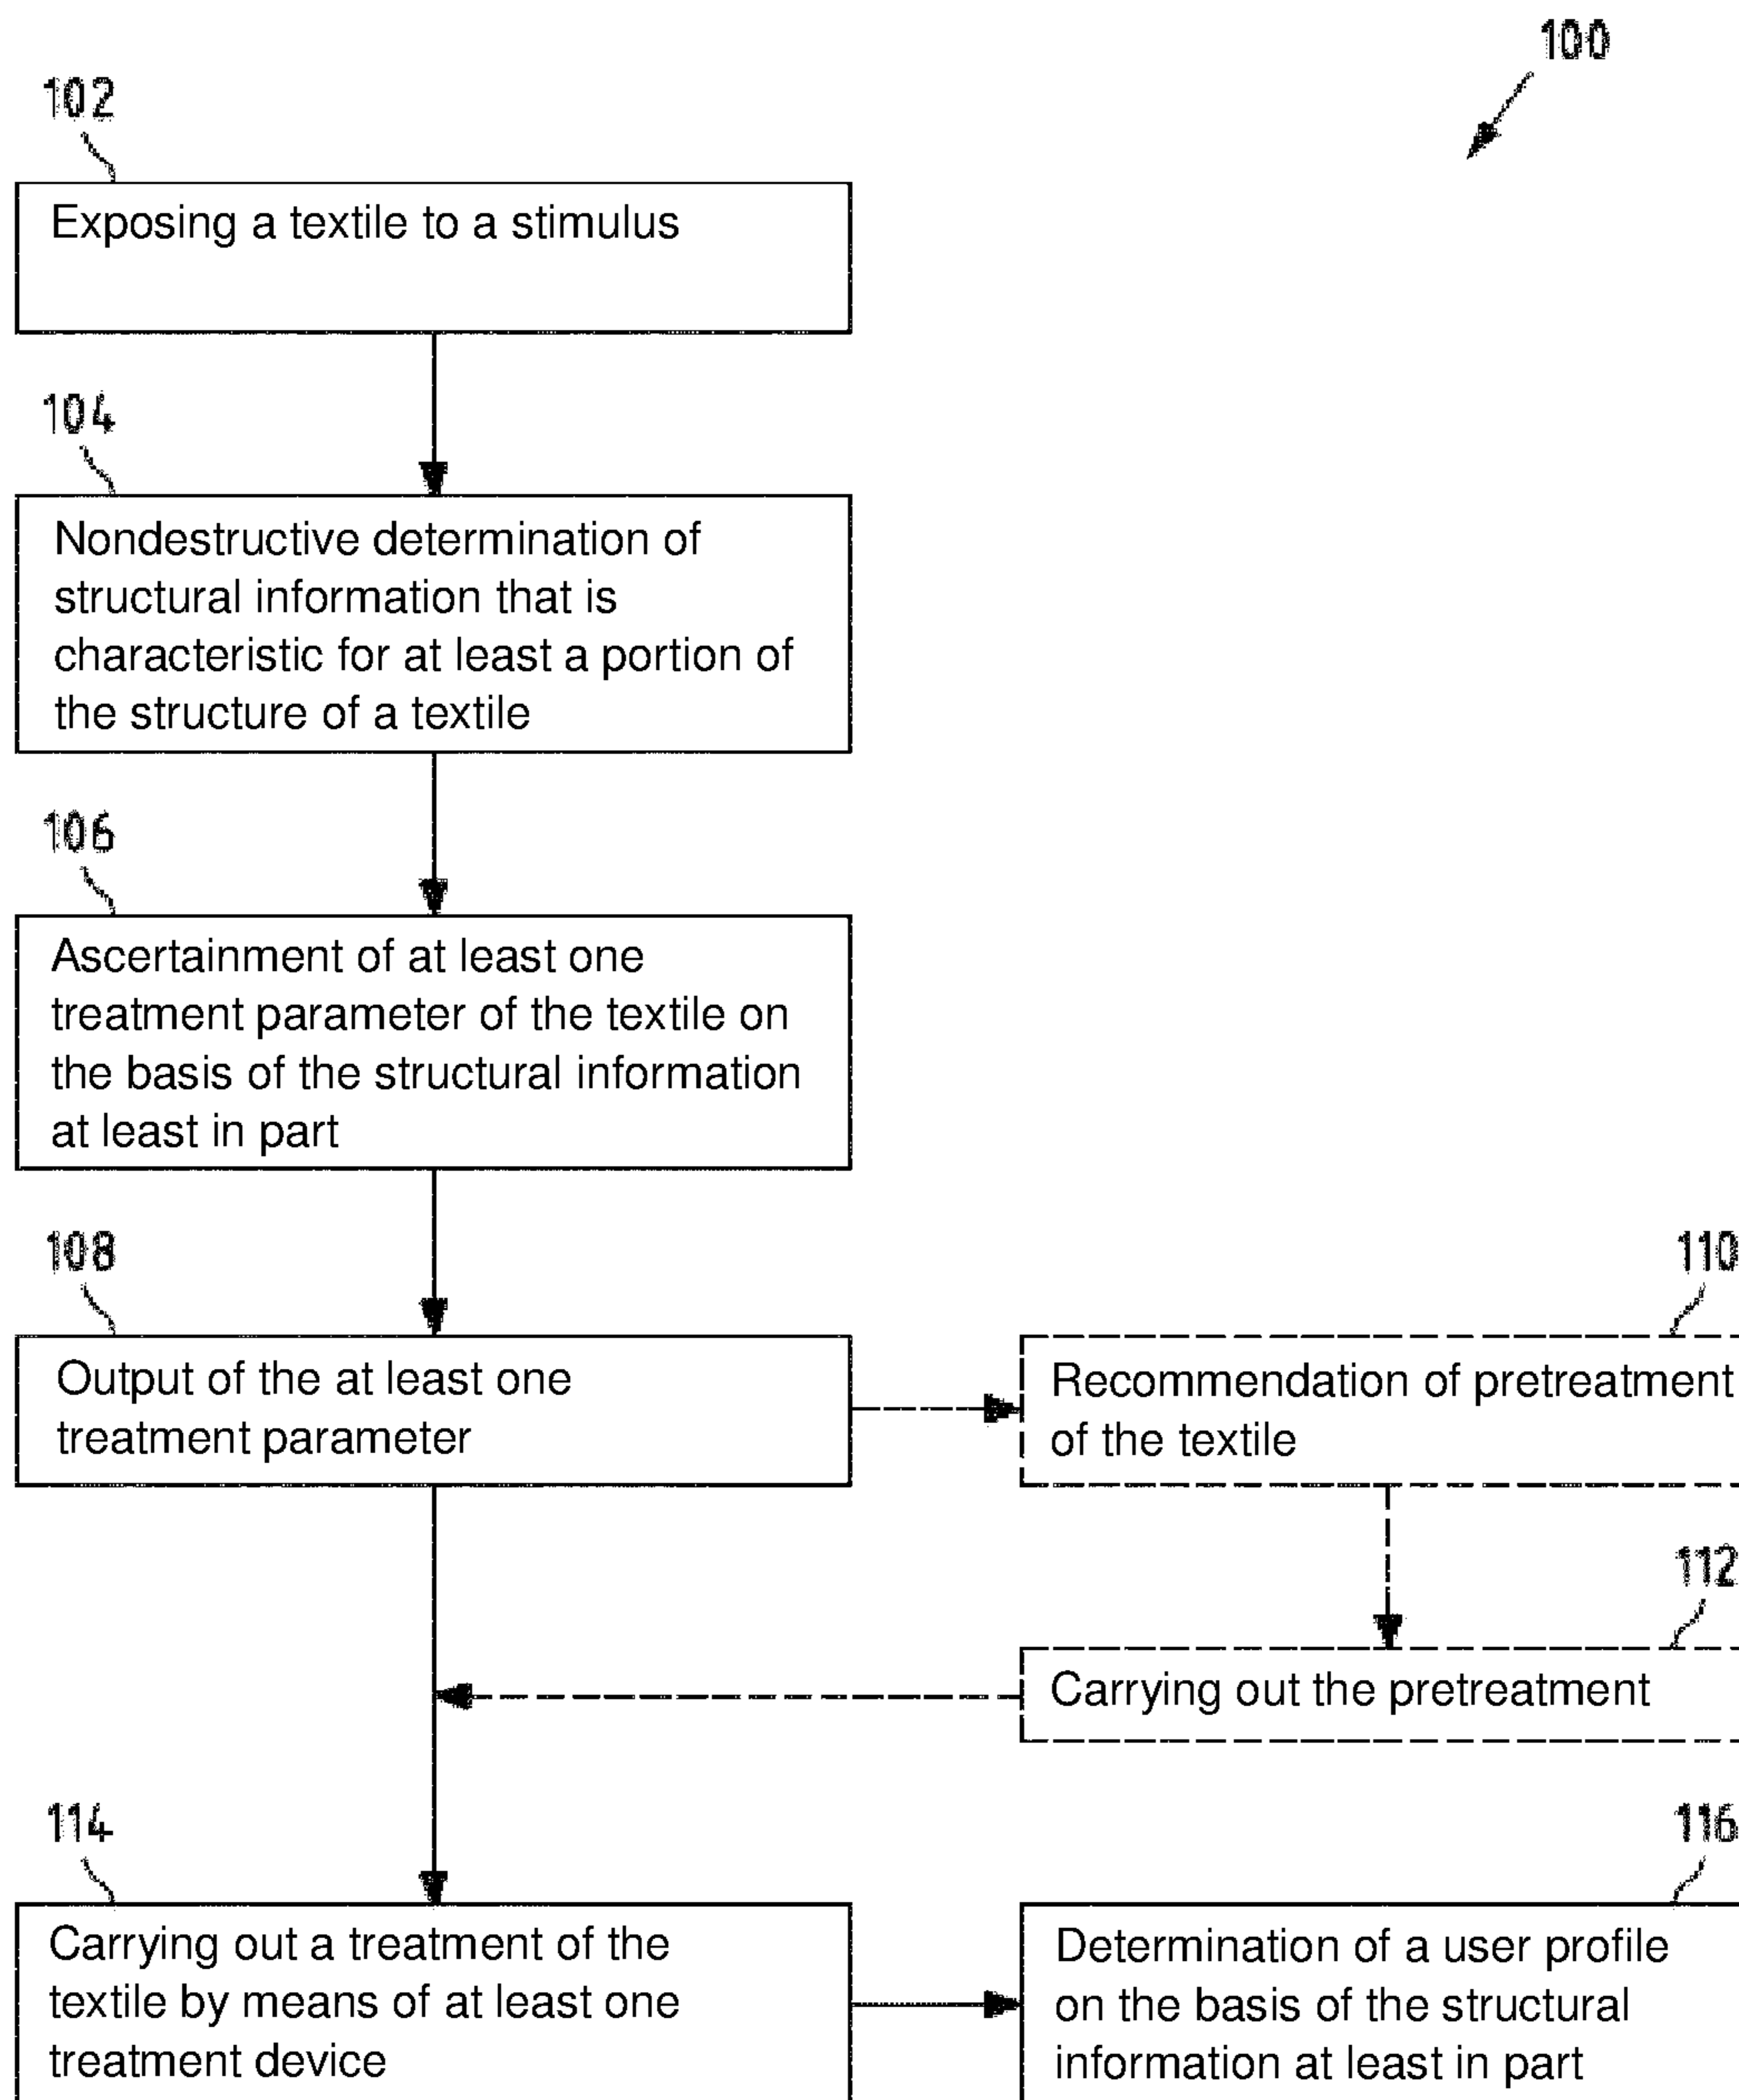 100
102
Exposing a textile to a stimulus
104
Nondestructive determination of
structural information that is
characteristic for at least a portion of
the structure of a textile
106
Ascertainment of at least one
treatment parameter of the textile on
the basis of the structural information
at least in part
108
Output of the at least one
treatment parameter
110
Recommendation of pretreatment
of the textile
112
Carrying out the pretreatment
114
Carrying out a treatment of the
textile by means of at least one
treatment device
116
Determination of a user profile
on the basis of the structural
information at least in part